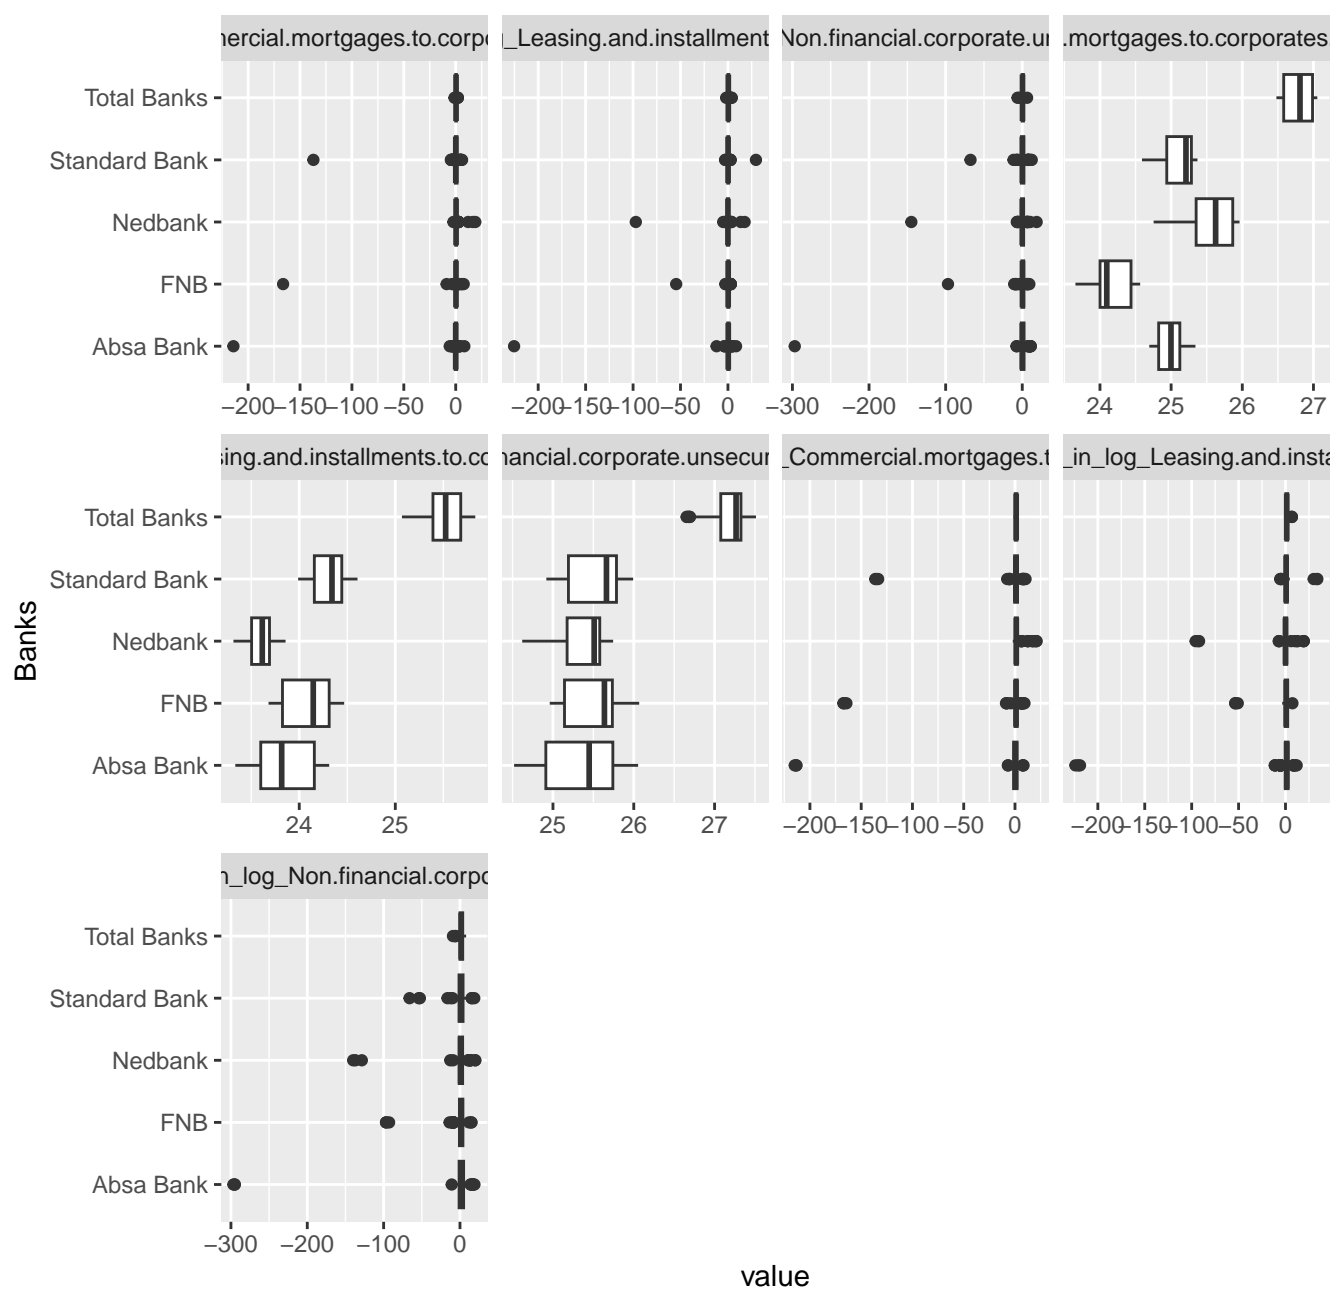 ercial.mortgages.to.corp
_Leasing.and.installment
Non.financial.corporate.u
.mortgages.to.corporates
Total Banks
Standard Bank
Nedbank
FNB
Absa Bank
−200 −150 −100 −50 0
−200 −150 −100 −50 0
−300 −200 −100 0
24 25 26 27
sing.and.installments.to.co
nancial.corporate.unsecur
_Commercial.mortgages.t
_in_log_Leasing.and.insta
Total Banks
Standard Bank
Nedbank
FNB
Absa Bank
24 25
25 26 27
−200 −150 −100 −50 0
−200 −150 −100 −50 0
n_log_Non.financial.corpo
Total Banks
Standard Bank
Nedbank
FNB
Absa Bank
−300 −200 −100 0
Banks
value